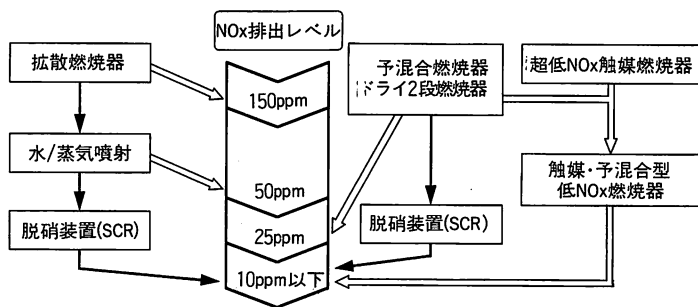 NOx排出レベル
拡散燃焼器
水/蒸気噴射
脱硝装置(SCR)
150ppm
50ppm
25ppm
10ppm以下
予混合燃焼器
ドライ2段燃焼器
脱硝装置(SCR)
超低NOx触媒燃焼器
触媒・予混合型
低NOx燃焼器